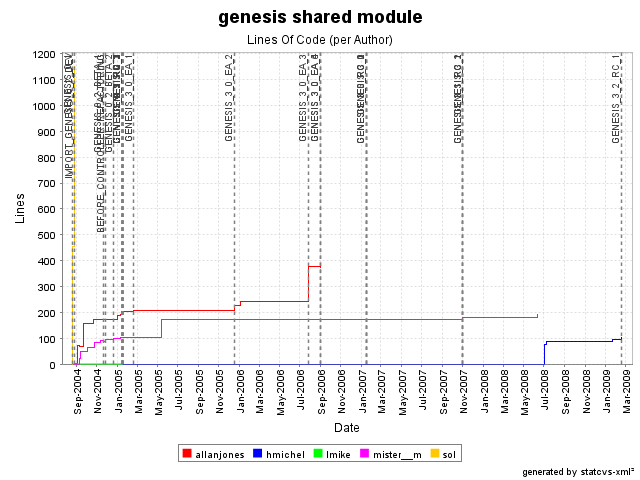 genesis shared module
Lines Of Code (per Author)
Lines
1200
1100
1000
900
800
700
600
500
400
300
200
100
0
BEFORE_CONTROLLER_REFACTORING
GENESIS_3_0_EA_1
GENESIS_3_0_EA_2
GENESIS_3_0_EA_3
GENESIS_3_2_RC_1
Sep-2004
Nov-2004
Jan-2005
Mar-2005
May-2005
Jul-2005
Sep-2005
Nov-2005
Jan-2006
Mar-2006
May-2006
Jul-2006
Sep-2006
Nov-2006
Jan-2007
Mar-2007
May-2007
Jul-2007
Sep-2007
Nov-2007
Jan-2008
Mar-2008
May-2008
Jul-2008
Sep-2008
Nov-2008
Jan-2009
Mar-2009
Date
allanjones hmichel lmike mister__m sol
generated by statcvs-xml²